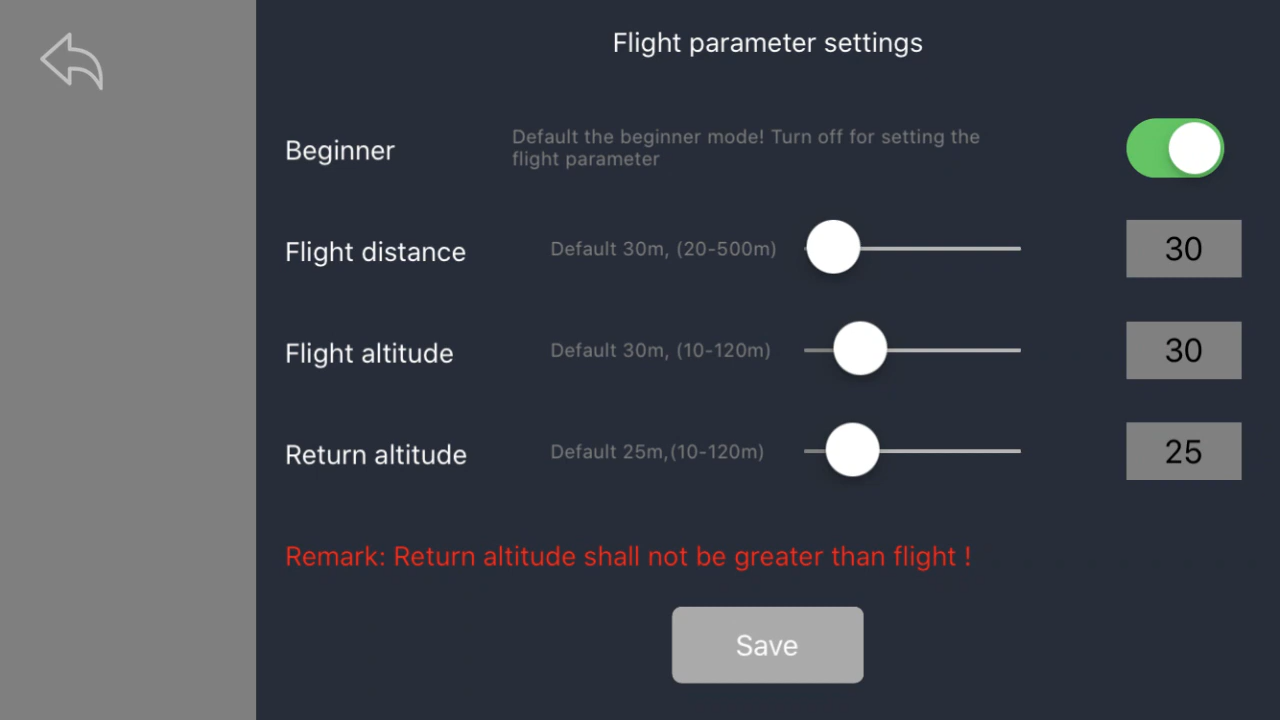 Flight parameter settings
Beginner
Default the beginner mode! Turn off for setting the
flight parameter
Flight distance
Default 30m, (20-500m)
30
Flight altitude
Default 30m, (10-120m)
30
Return altitude
Default 25m,(10-120m)
25
Remark: Return altitude shall not be greater than flight !
Save